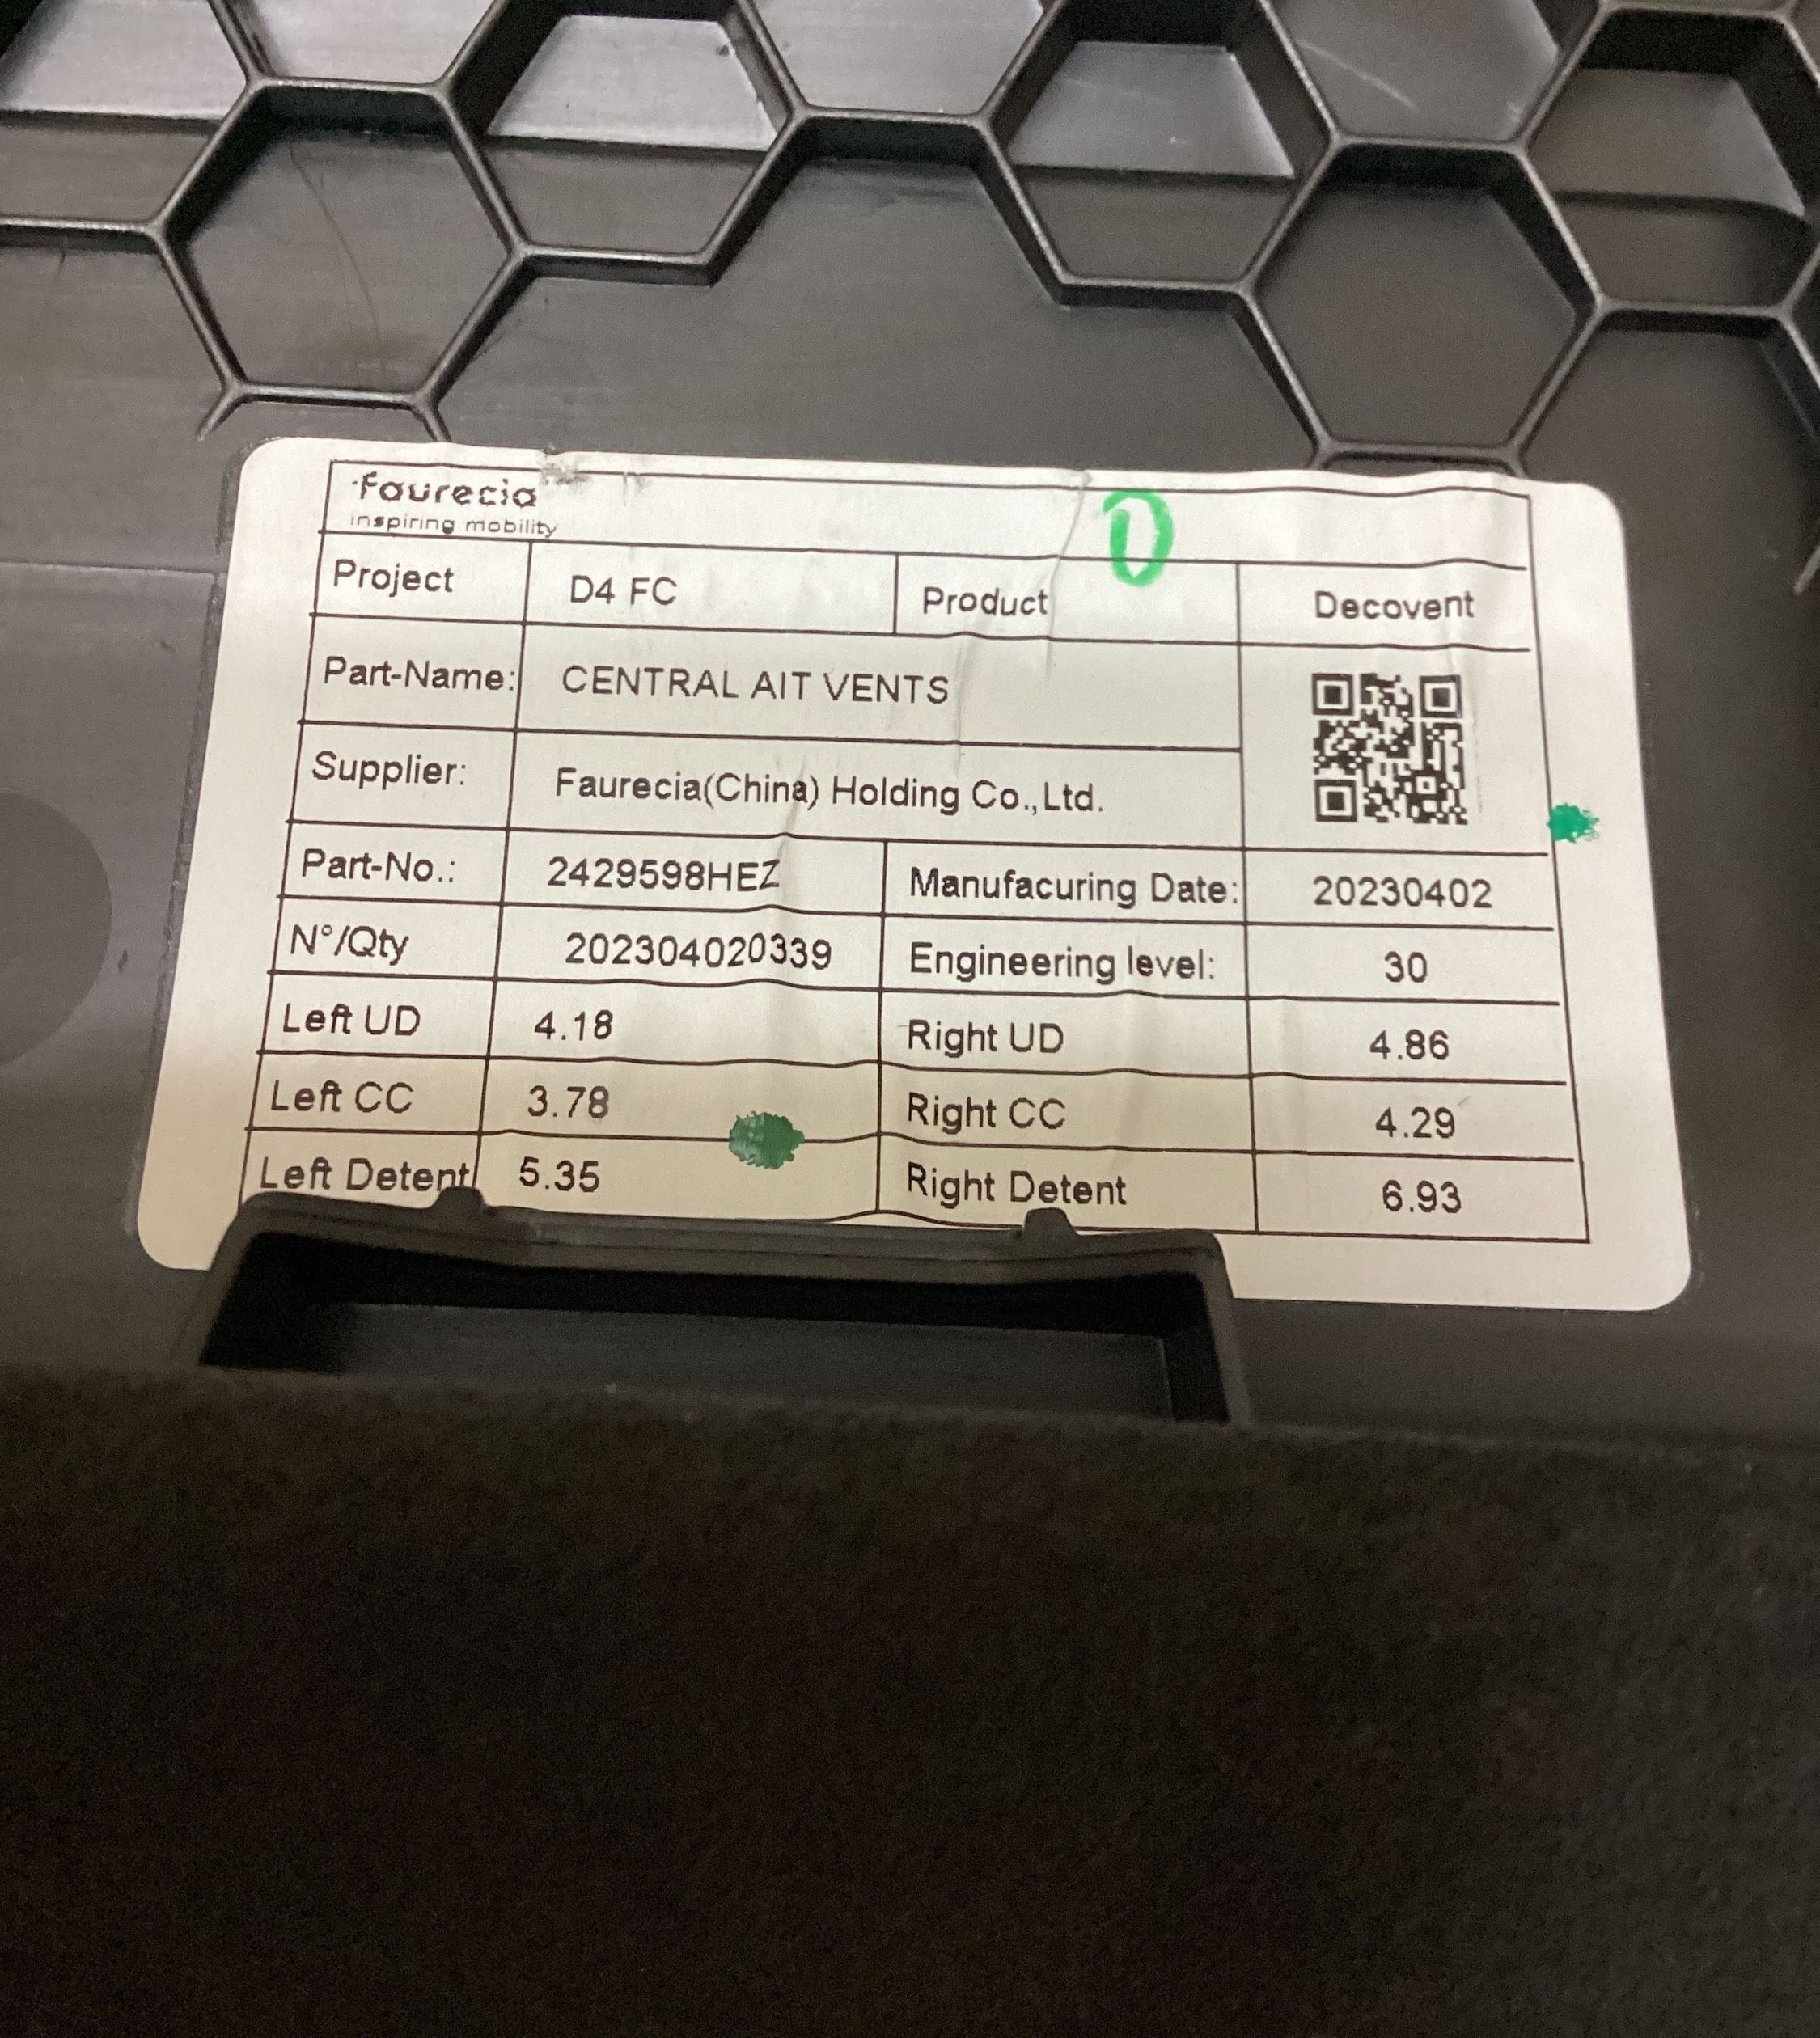 faurecia
inspiring mobility
Project D4 FC Product Decovent
Part-Name: CENTRAL AIT VENTS
Supplier: Faurecia(China) Holding Co.,Ltd.
Part-No.: 2429598HEZ Manufacuring Date: 20230402
N°/Qty 202304020339 Engineering level: 30
Left UD 4.18 Right UD 4.86
Left CC 3.78 Right CC 4.29
Left Detent 5.35 Right Detent 6.93